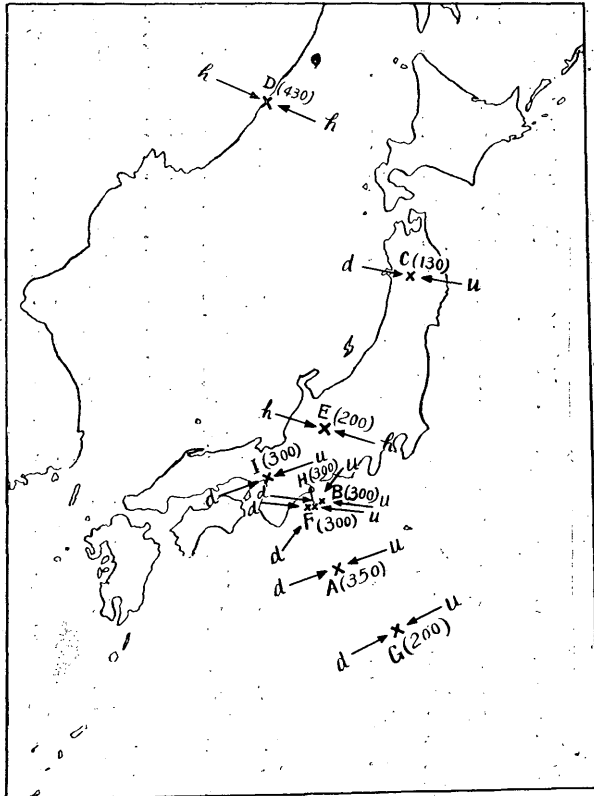 h D(430)
h
C(130)
d u
h E(200)
h
I(300)
u
d H(300) u
d
d B(300)
u
F(300) u
d
u
d A(350)
u
d G(200)